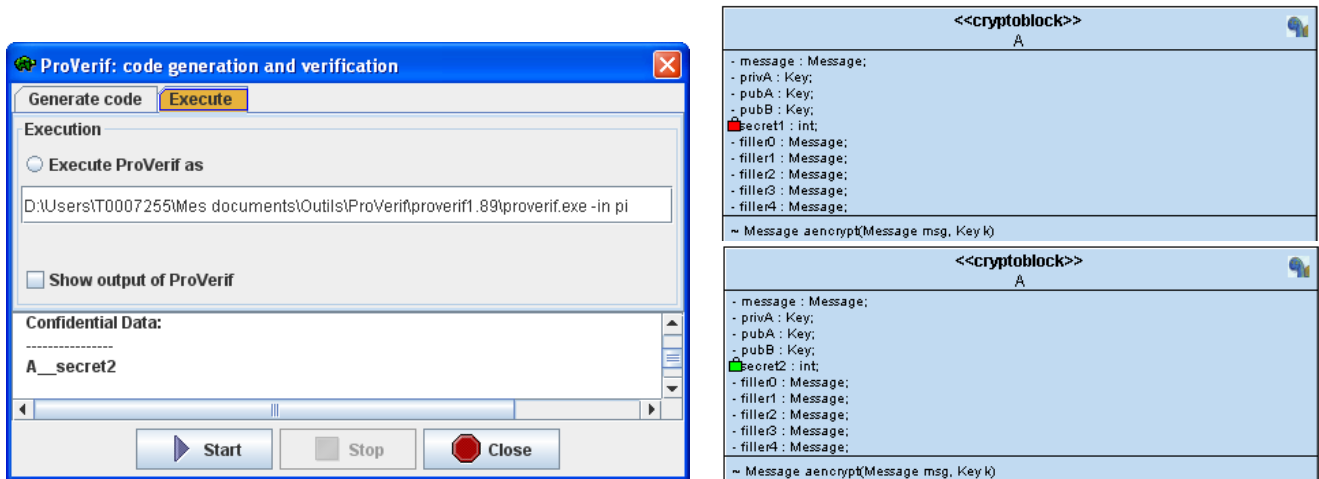 ProVerif: code generation and verification
Generate code Execute
Execution
Execute ProVerif as
D:\Users\T0007255\Mes documents\Outils\ProVerif\proverif1.89\proverif.exe -in pi
Show output of ProVerif
Confidential Data:
----------------
A__secret2
Start Stop Close
<<cryptoblock>>
A
- message : Message;
- privA : Key;
- pubA : Key;
- pubB : Key;
secret1 : int;
- filler0 : Message;
- filler1 : Message;
- filler2 : Message;
- filler3 : Message;
- filler4 : Message;
~ Message aencrypt(Message msg, Key k)
<<cryptoblock>>
A
- message : Message;
- privA : Key;
- pubA : Key;
- pubB : Key;
secret2 : int;
- filler0 : Message;
- filler1 : Message;
- filler2 : Message;
- filler3 : Message;
- filler4 : Message;
~ Message aencrypt(Message msg, Key k)